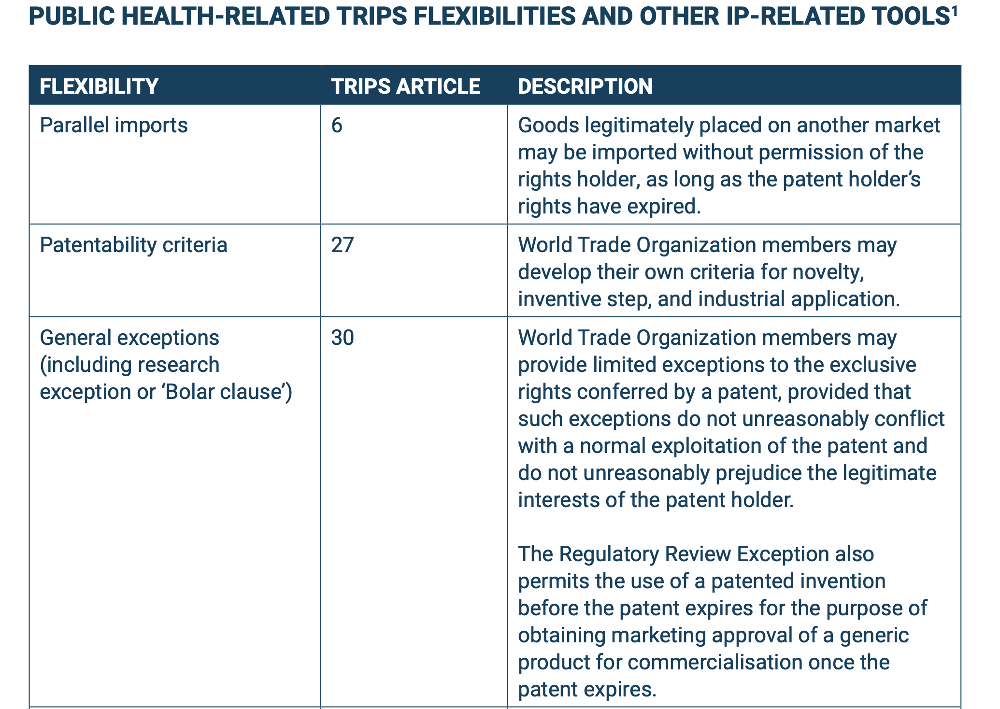 PUBLIC HEALTH-RELATED TRIPS FLEXIBILITIES AND OTHER IP-RELATED TOOLS¹
FLEXIBILITY TRIPS ARTICLE DESCRIPTION
Parallel imports 6 Goods legitimately placed on another market
may be imported without permission of the
rights holder, as long as the patent holder’s
rights have expired.
Patentability criteria 27 World Trade Organization members may
develop their own criteria for novelty,
inventive step, and industrial application.
General exceptions 30 World Trade Organization members may
(including research provide limited exceptions to the exclusive
exception or ‘Bolar clause’) rights conferred by a patent, provided that
such exceptions do not unreasonably conflict
with a normal exploitation of the patent and
do not unreasonably prejudice the legitimate
interests of the patent holder.
The Regulatory Review Exception also
permits the use of a patented invention
before the patent expires for the purpose of
obtaining marketing approval of a generic
product for commercialisation once the
patent expires.